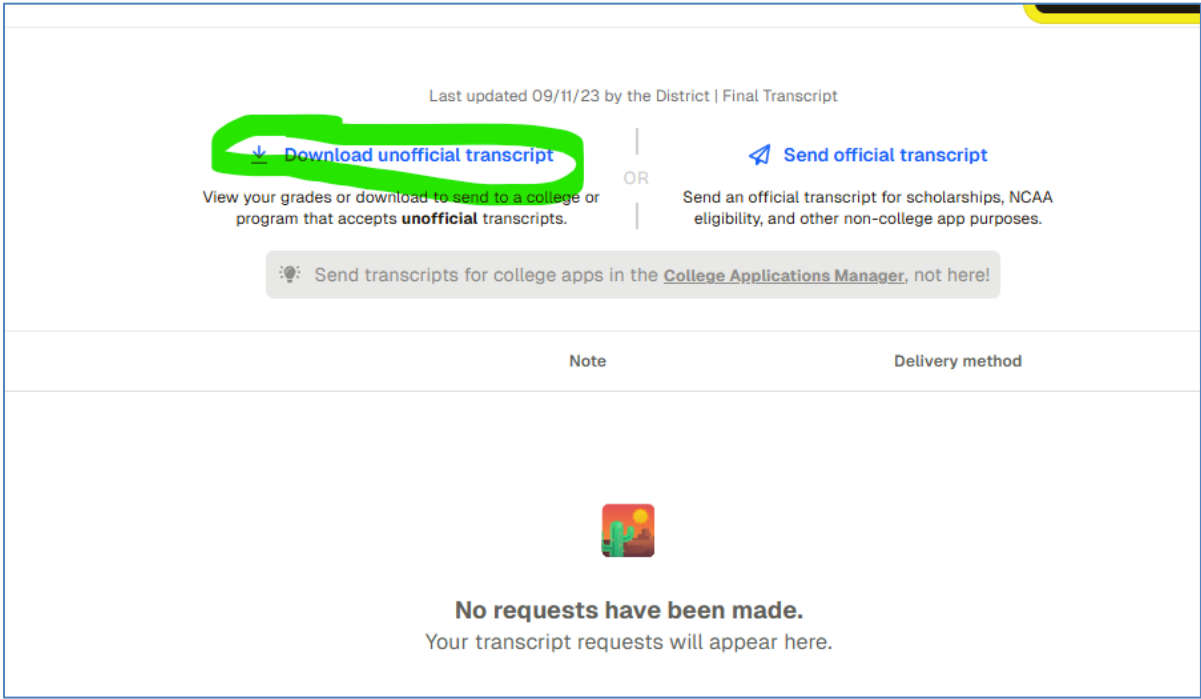 Last updated 09/11/23 by the District | Final Transcript
Download unofficial transcript
View your grades or download to send to a college or
program that accepts unofficial transcripts.
OR
Send official transcript
Send an official transcript for scholarships, NCAA
eligibility, and other non-college app purposes.
Send transcripts for college apps in the College Applications Manager, not here!
Note
Delivery method
No requests have been made.
Your transcript requests will appear here.